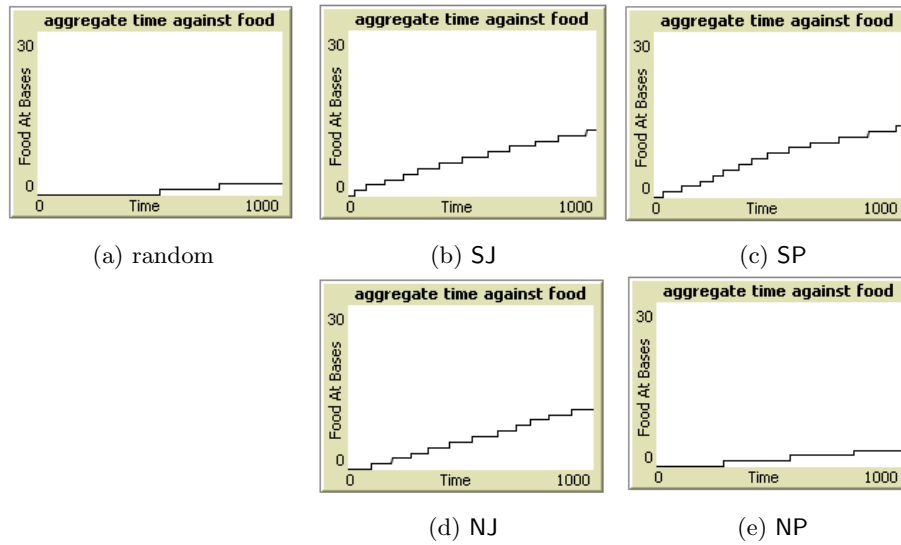 aggregate time against food
30
Food At Bases
0
0 Time 1000
(a) random
aggregate time against food
30
Food At Bases
0
0 Time 1000
(b) SJ
aggregate time against food
30
Food At Bases
0
0 Time 1000
(c) SP
aggregate time against food
30
Food At Bases
0
0 Time 1000
(d) NJ
aggregate time against food
30
Food At Bases
0
0 Time 1000
(e) NP